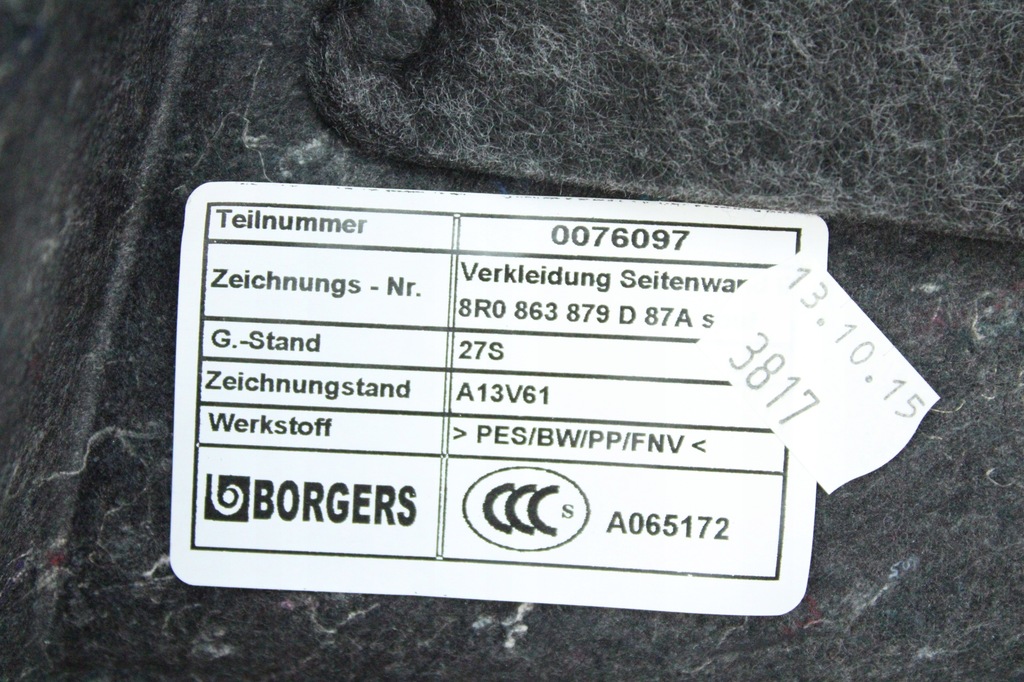 Teilnummer 0076097
Zeichnungs - Nr. Verkleidung
8R0 863 879 D 87A s
G.-Stand 27S
Zeichnungstand A13V61
Werkstoff > PES/BW/PP/FNV <
BORGERS CCC S A065172
13.10.15
3817